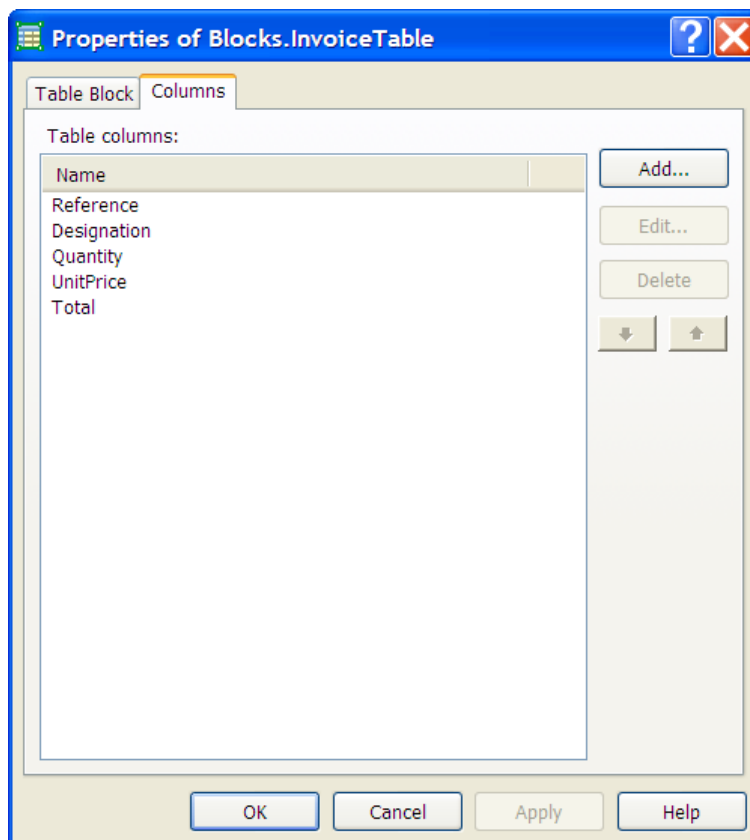 Properties of Blocks.InvoiceTable
Table Block
Columns
Table columns:
Name
Reference
Designation
Quantity
UnitPrice
Total
Add...
Edit...
Delete
OK
Cancel
Apply
Help